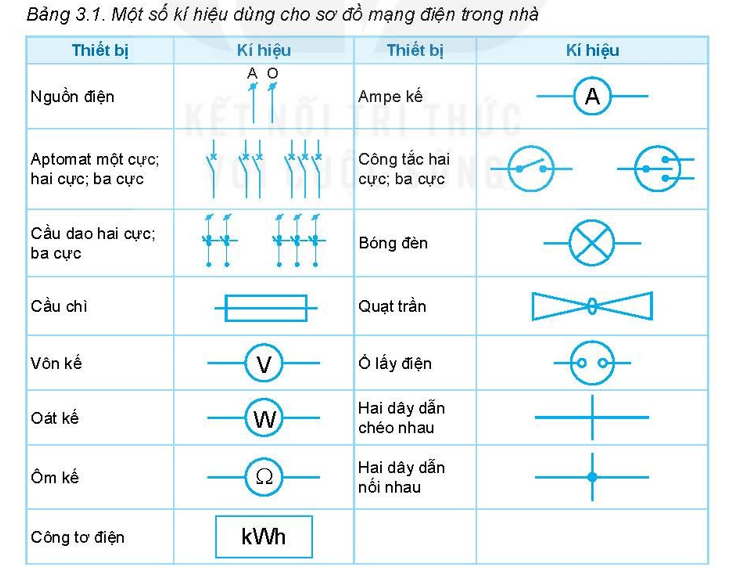 Bảng 3.1. Một số kí hiệu dùng cho sơ đồ mạng điện trong nhà
Thiết bị Kí hiệu Thiết bị Kí hiệu
Nguồn điện A O Ampe kế A
Aptomat một cực; hai cực; ba cực Công tắc hai cực; ba cực
Cầu dao hai cực; ba cực Bóng đèn
Cầu chì Quạt trần
Vôn kế V Ổ lấy điện
Oát kế W Hai dây dẫn chéo nhau
Ôm kế Ω Hai dây dẫn nối nhau
Công tơ điện kWh
KẾT NỐI TRI THỨC
VỚI CUỘC SỐNG